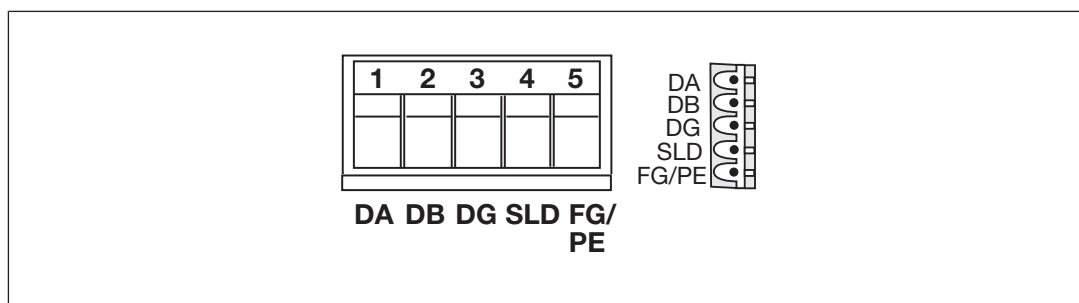 1 2 3 4 5
DA DB DG SLD FG/
PE
DA
DB
DG
SLD
FG/PE